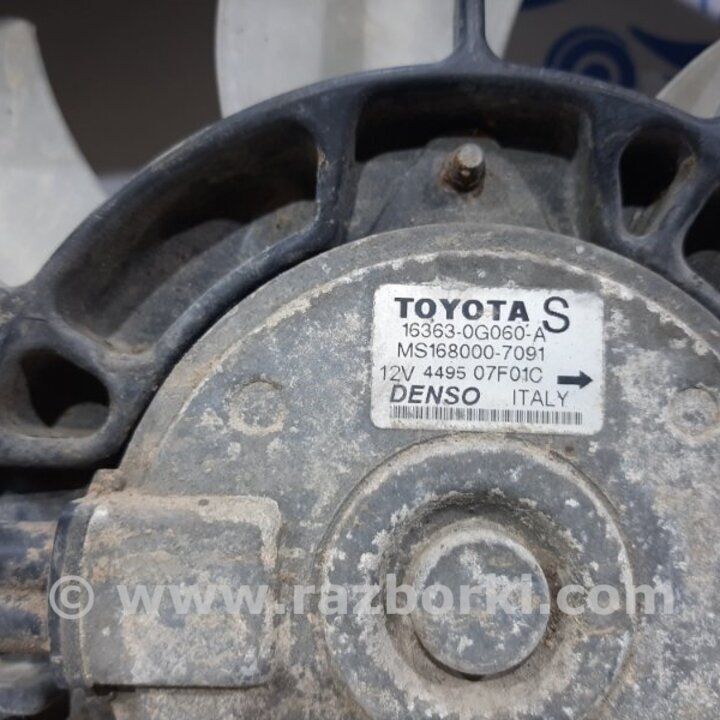 TOYOTA S
16363-0G060-A
MS168000-7091
12V 4495 07F01C
DENSO ITALY
© www.razborki.com